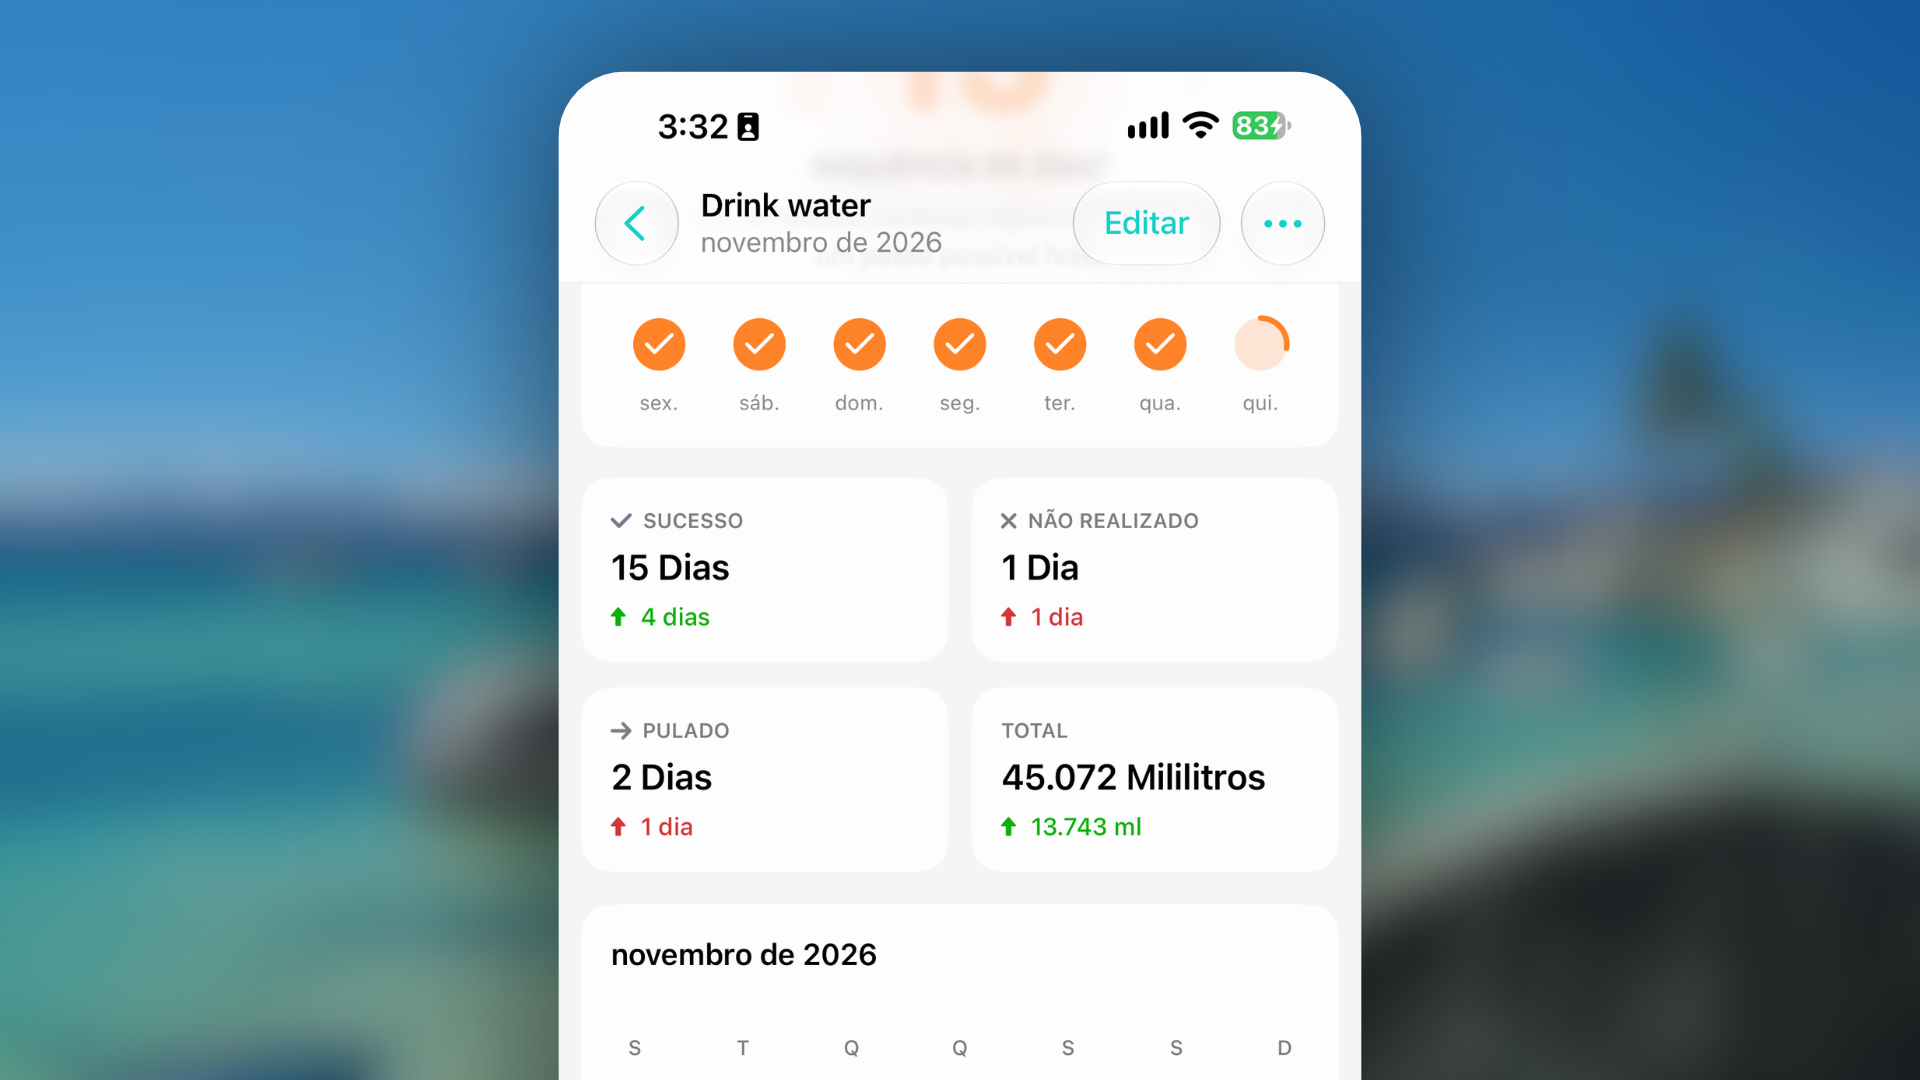 3:32
83
Drink water
novembro de 2026
Editar
sex. sáb. dom. seg. ter. qua. qui.
SUCESSO
15 Dias
4 dias
NÃO REALIZADO
1 Dia
1 dia
PULADO
2 Dias
1 dia
TOTAL
45.072 Mililitros
13.743 ml
novembro de 2026
S T Q Q S S D